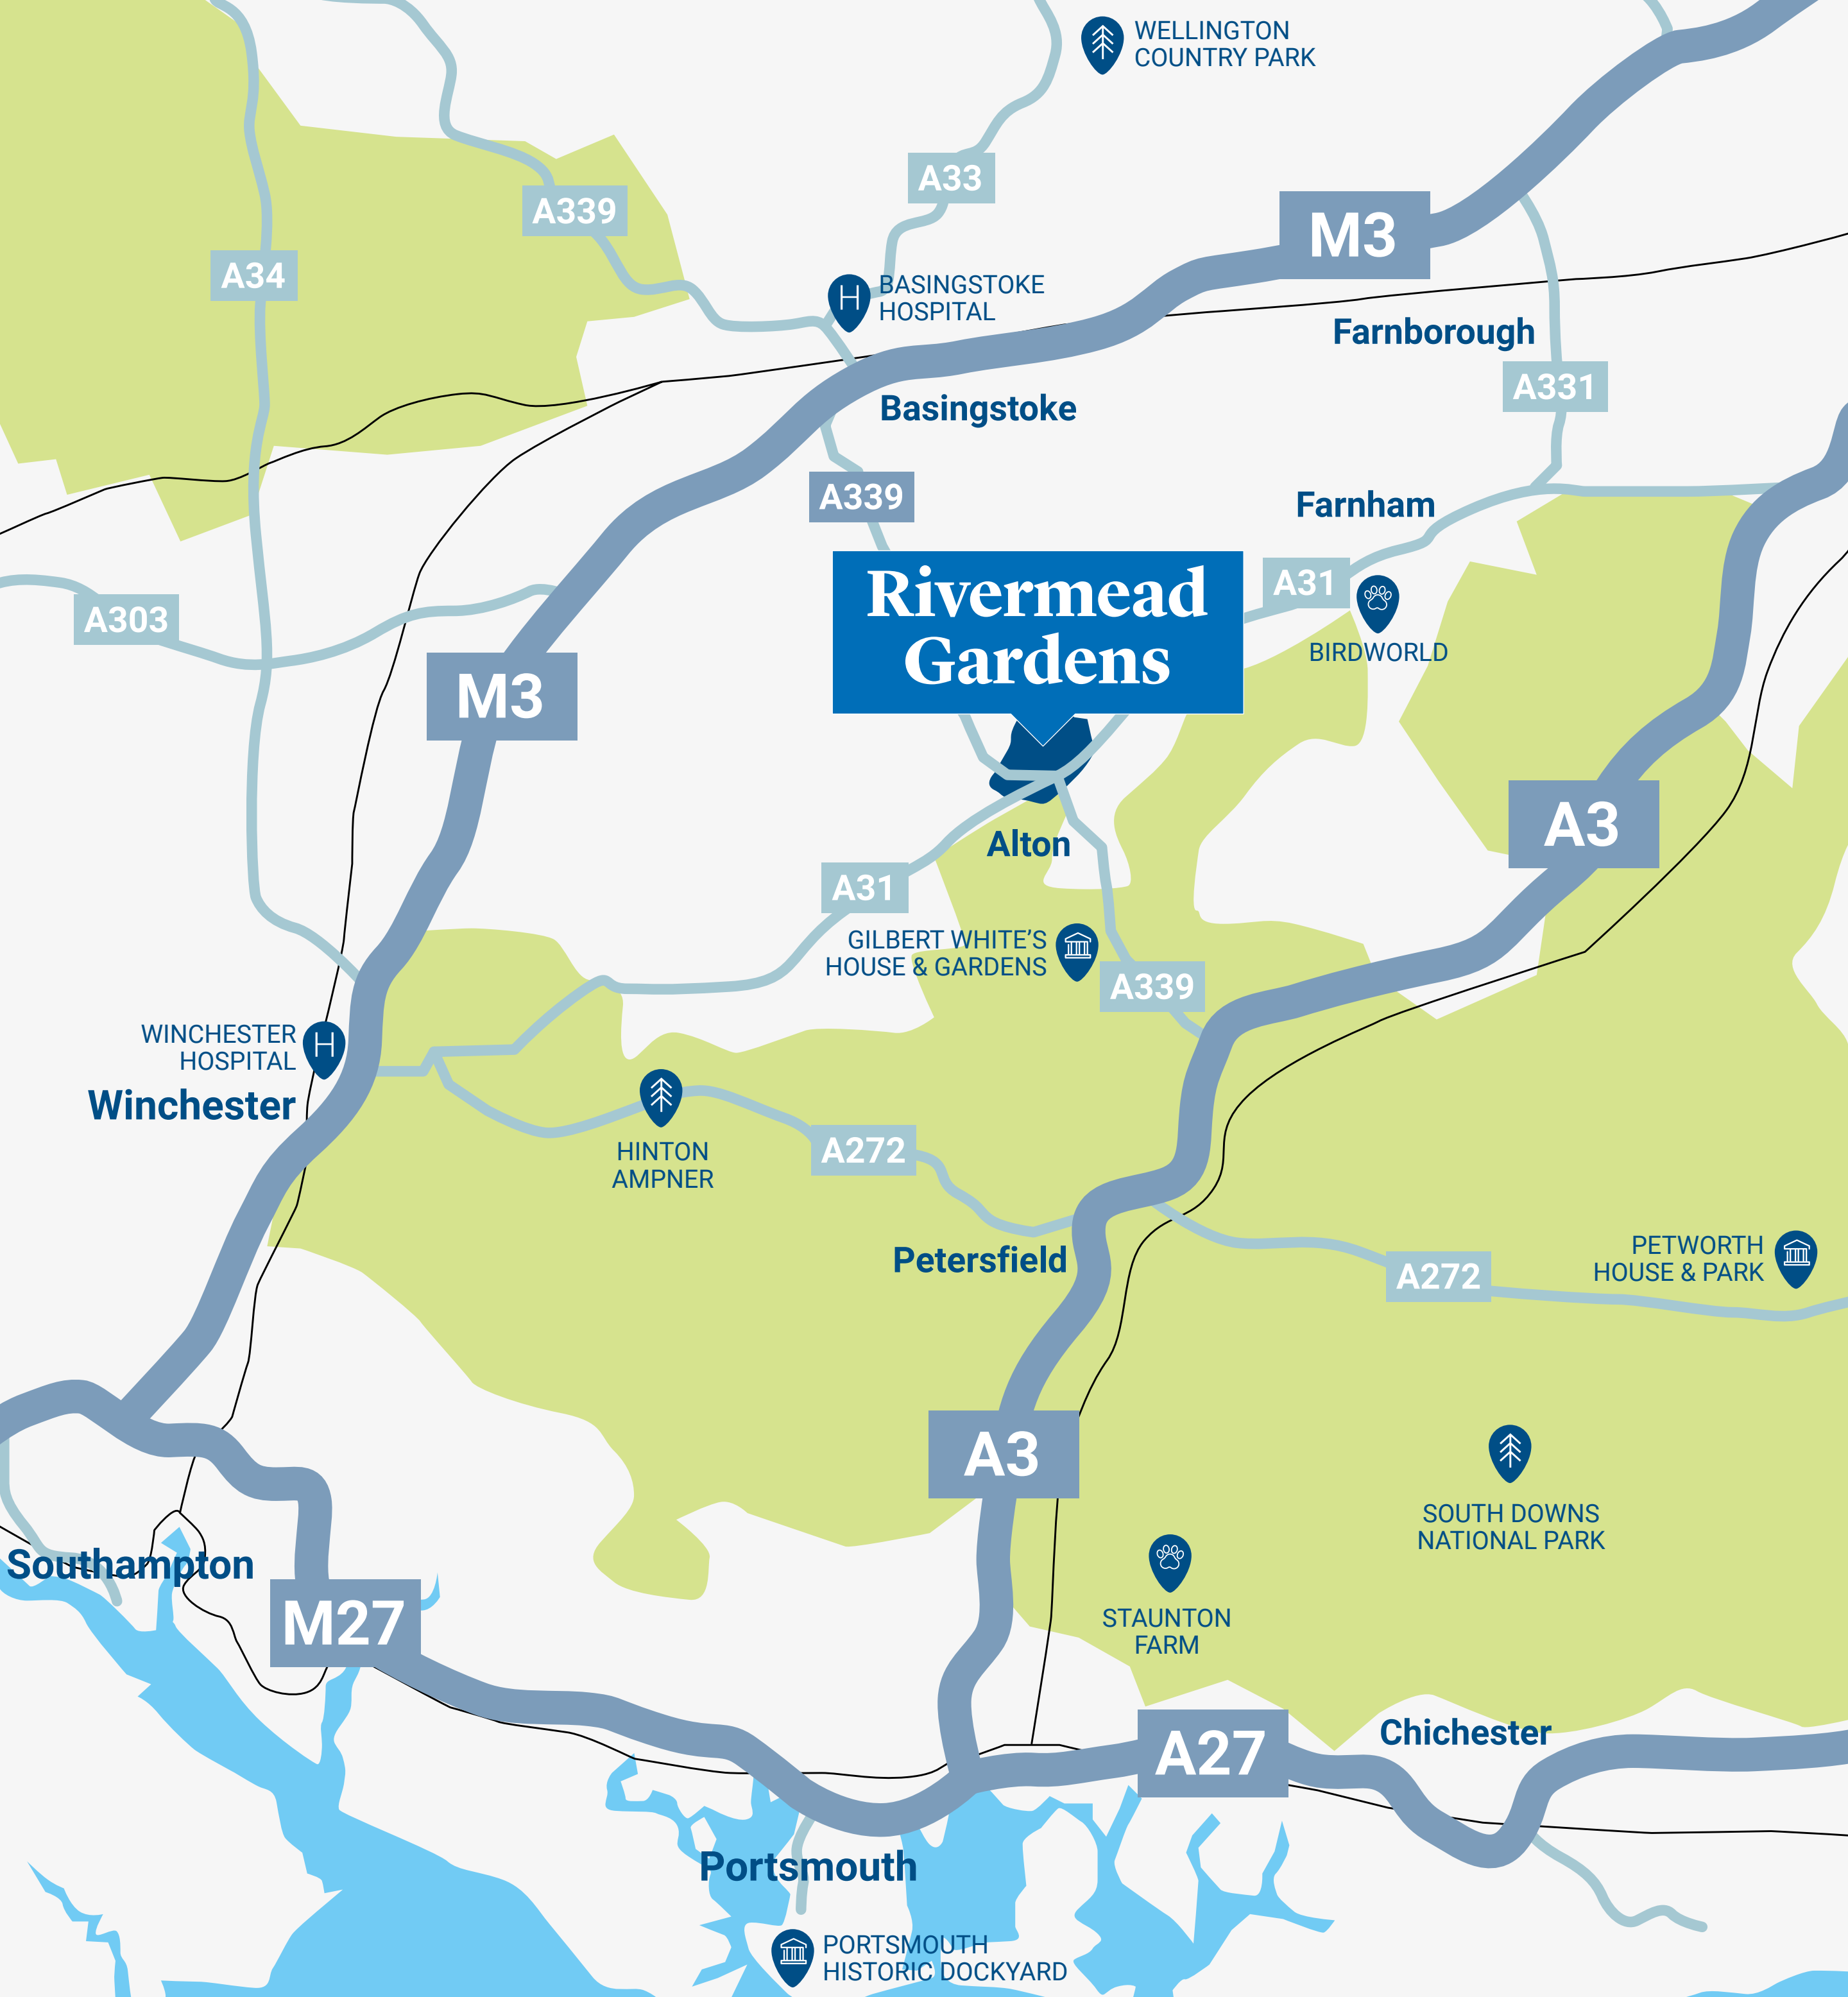 WELLINGTON
COUNTRY PARK
A33
A339
M3
A34
BASINGSTOKE
HOSPITAL
Farnborough
A331
Basingstoke
A339
Farnham
A31
Rivermead
Gardens
A303
BIRDWORLD
M3
A3
Alton
A31
GILBERT WHITE’S
HOUSE & GARDENS
A339
WINCHESTER
HOSPITAL
Winchester
HINTON
AMPNER
A272
Petersfield
PETWORTH
HOUSE & PARK
A272
A3
SOUTH DOWNS
NATIONAL PARK
Southampton
M27
STAUNTON
FARM
A27
Chichester
Portsmouth
PORTSMOUTH
HISTORIC DOCKYARD